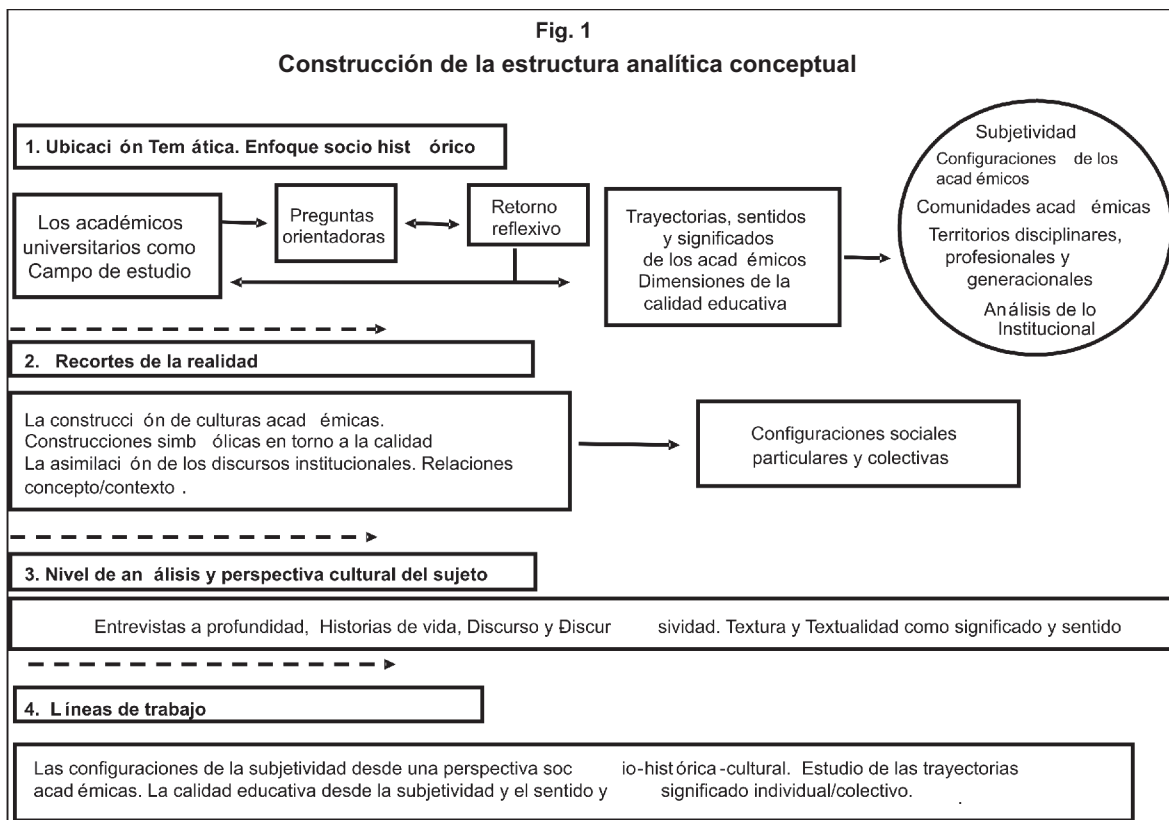 Fig. 1
Construcción de la estructura analítica conceptual
1. Ubicaci ón Tem ática. Enfoque socio hist órico
Los académicos
universitarios como
Campo de estudio
Preguntas
orientadoras
Retorno
reflexivo
Trayectorias, sentidos
y significados
de los acad émicos
Dimensiones de la
calidad educativa
Subjetividad
Configuraciones de los
acad émicos
Comunidades acad émicas
Territorios disciplinares,
profesionales y
generacionales
Análisis de lo
Institucional
2. Recortes de la realidad
La construcci ón de culturas acad émicas.
Construcciones simb ólicas en torno a la calidad
La asimilaci ón de los discursos institucionales. Relaciones
concepto/contexto .
Configuraciones sociales
particulares y colectivas
3. Nivel de an álisis y perspectiva cultural del sujeto
Entrevistas a profundidad, Historias de vida, Discurso y Discur sividad. Textura y Textualidad como significado y sentido
4. L íneas de trabajo
Las configuraciones de la subjetividad desde una perspectiva soc io-hist órica-cultural. Estudio de las trayectorias
acad émicas. La calidad educativa desde la subjetividad y el sentido y significado individual/colectivo. .